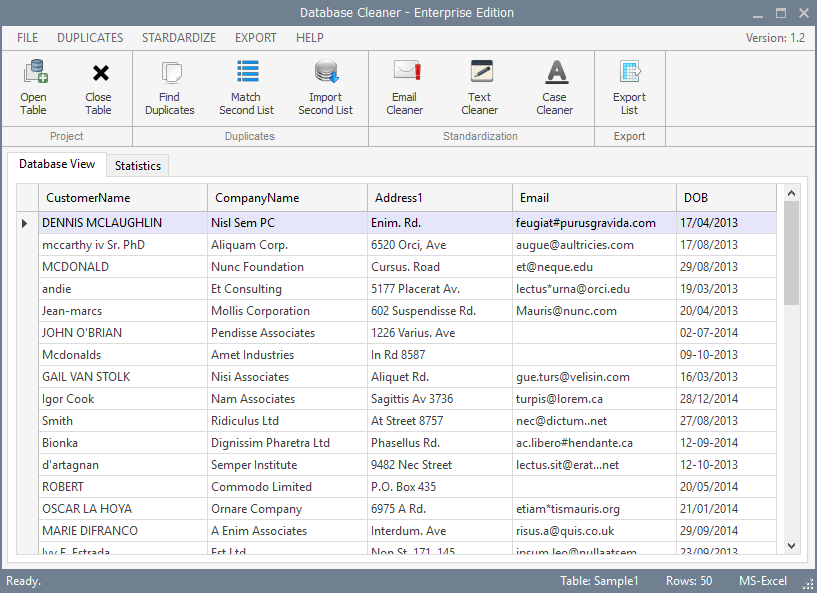 Database Cleaner - Enterprise Edition
FILE DUPLICATES STARDARDIZE EXPORT HELP Version: 1.2
Open Table Close Table Find Duplicates Match Second List Import Second List Email Cleaner Text Cleaner Case Cleaner Export List
Project Duplicates Standardization Export
Database View Statistics
CustomerName CompanyName Address1 Email DOB
DENNIS MCLAUGHLIN Nisl Sem PC Enim. Rd. feugiat#purusgravida.com 17/04/2013
mccarthy iv Sr. PhD Aliquam Corp. 6520 Orci, Ave augue@aultricies.com 17/08/2013
MCDONALD Nunc Foundation Cursus. Road et@neque.edu 29/08/2013
andie Et Consulting 5177 Placerat Av. lectus*urna@orci.edu 19/03/2013
Jean-marcs Mollis Corporation 602 Suspendisse Rd. Mauris@nunc.com 20/04/2013
JOHN O'BRIAN Pendisse Associates 1226 Varius. Ave 02-07-2014
Mcdonalds Amet Industries In Rd 8587 09-10-2013
GAIL VAN STOLK Nisi Associates Aliquet Rd. gue.turs@velisin.com 16/03/2013
Igor Cook Nam Associates Sagittis Av 3736 turpis@lorem.ca 28/12/2014
Smith Ridiculus Ltd At Street 8757 nec@dictum..net 27/08/2013
Bionka Dignissim Pharetra Ltd Phasellus Rd. ac.libero#hendante.ca 12-09-2014
d'artagnan Semper Institute 9482 Nec Street lectus.sit@erat...net 12-10-2013
ROBERT Commodo Limited P.O. Box 435 20/05/2014
OSCAR LA HOYA Ornare Company 6975 A Rd. etiam*tismauris.org 21/01/2014
MARIE DIFRANCO A Enim Associates Interdum. Ave risus.a@quis.co.uk 29/09/2014
Ivy F. Estrada Est Ltd Non St. 171, 145 ipsum.leo@nullaatsem 23/09/2013
Ready. Table: Sample1 Rows: 50 MS-Excel